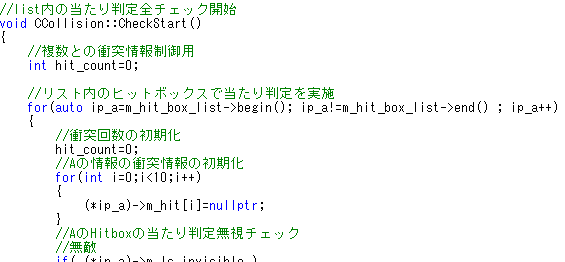 //list内の当たり判定全チェック開始
void CCollision::CheckStart()
{
//複数との衝突情報制御用
int hit_count=0;
//リスト内のヒットボックスで当たり判定を実施
for(auto ip_a=m_hit_box_list->begin(); ip_a!=m_hit_box_list->end() ; ip_a++)
{
//衝突回数の初期化
hit_count=0;
//Aの情報の衝突情報の初期化
for(int i=0;i<10;i++)
{
(*ip_a)->m_hit[i]=nullptr;
}
//AのHitboxの当たり判定無視チェック
//無敵
if( (*ip_a)->m_is_invisible )